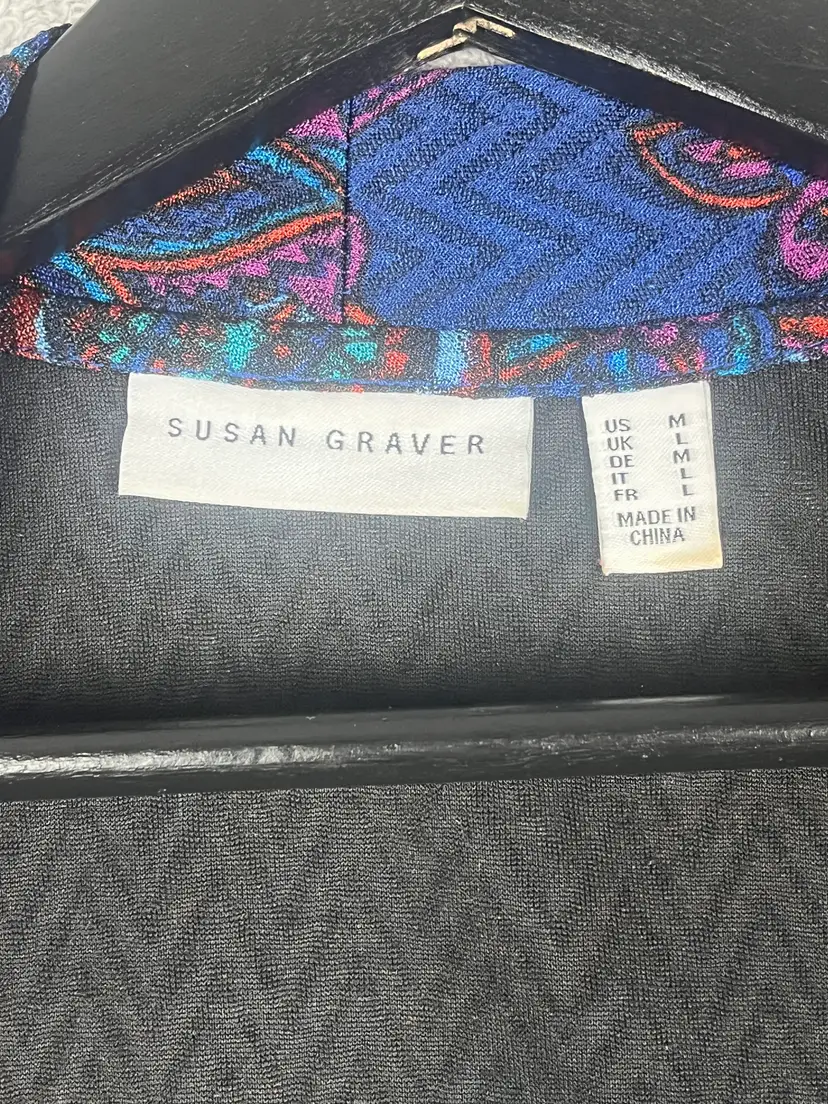 SUSAN GRAVER
US M
UK L
DE M
IT L
FR L
MADE IN
CHINA